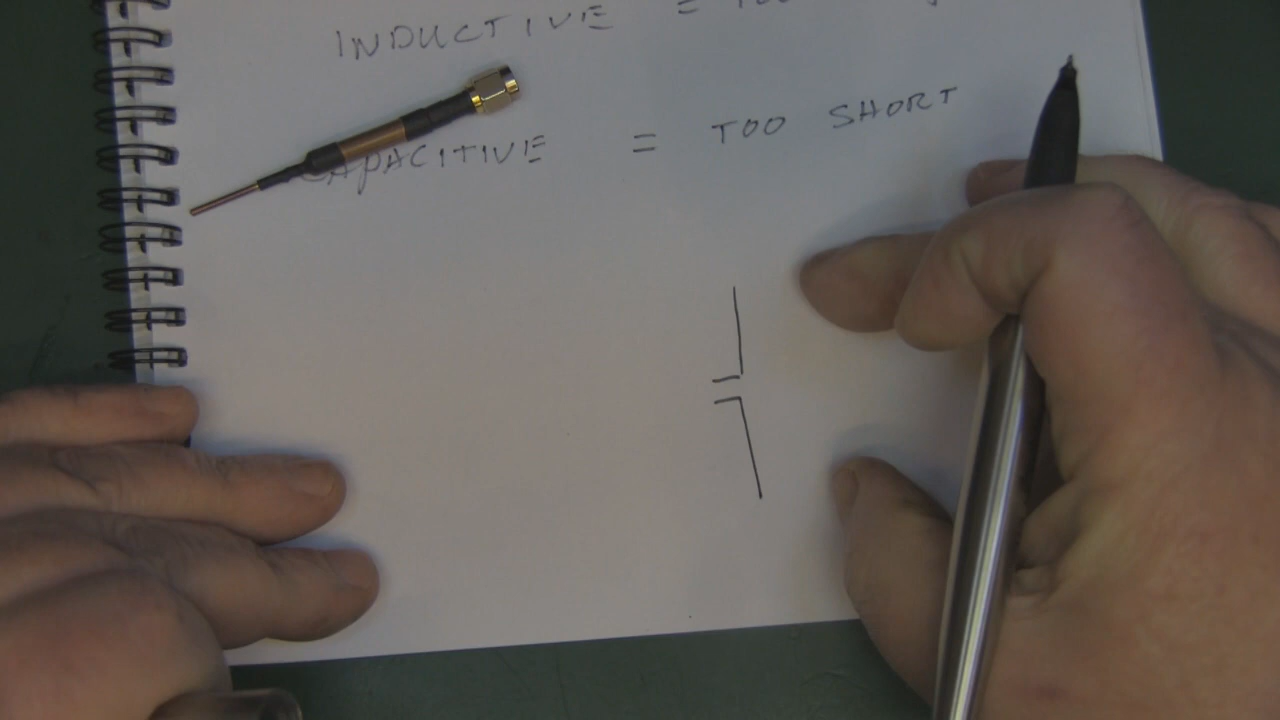 INDUCTIVE =
CAPACITIVE = TOO SHORT